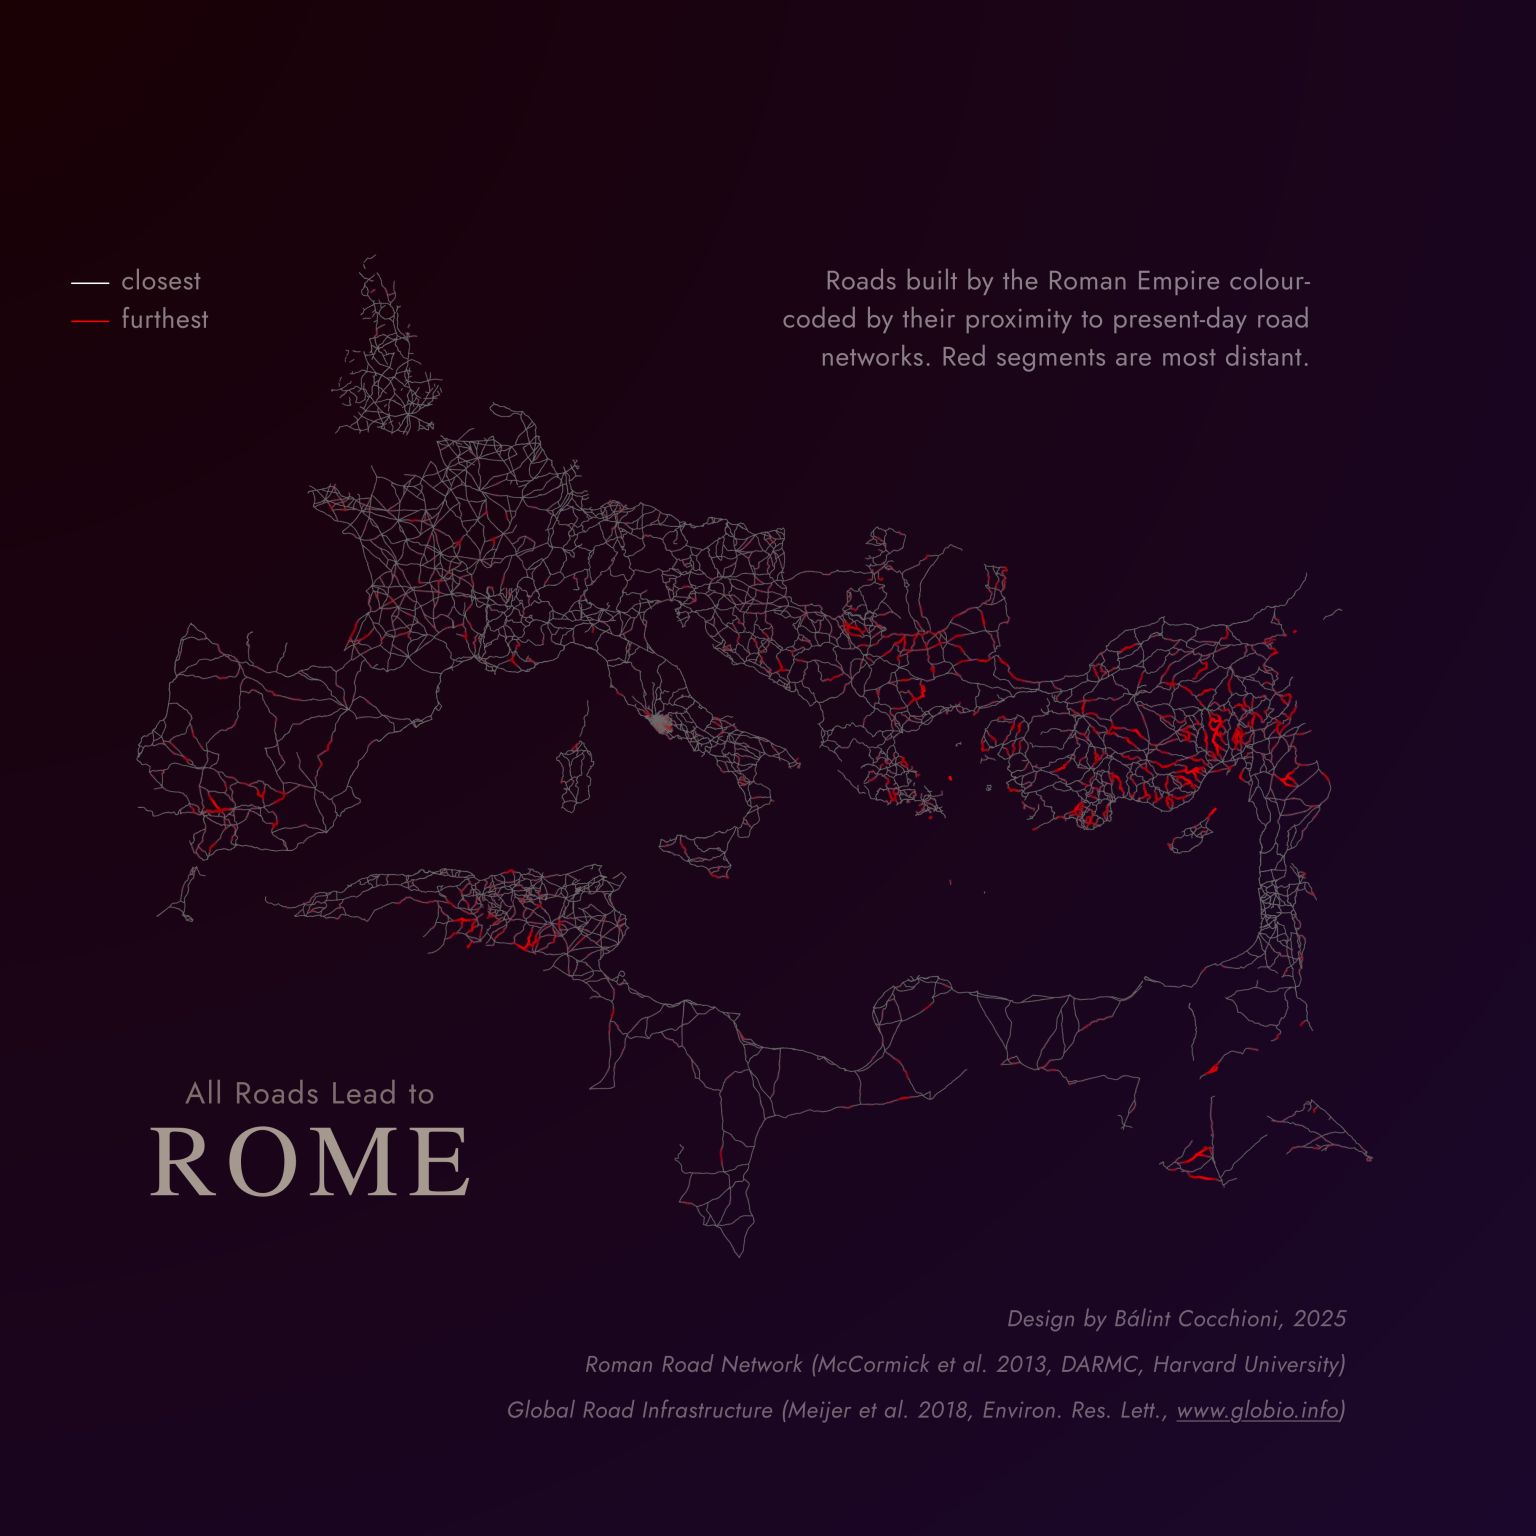 closest
furthest
Roads built by the Roman Empire colour-
coded by their proximity to present-day road
networks. Red segments are most distant.
All Roads Lead to
ROME
Design by Bálint Cocchioni, 2025
Roman Road Network (McCormick et al. 2013, DARMC, Harvard University)
Global Road Infrastructure (Meijer et al. 2018, Environ. Res. Lett., www.globio.info)